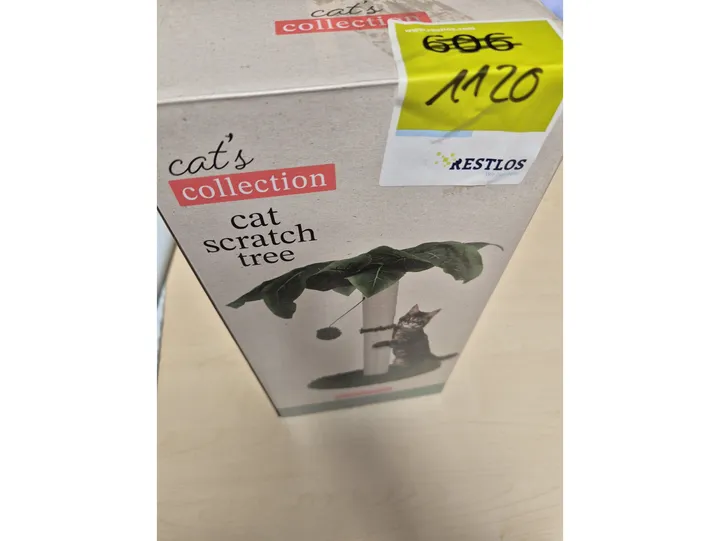 cat's
collection
606
1120
RESTLOS
cat's
collection
cat
scratch
tree